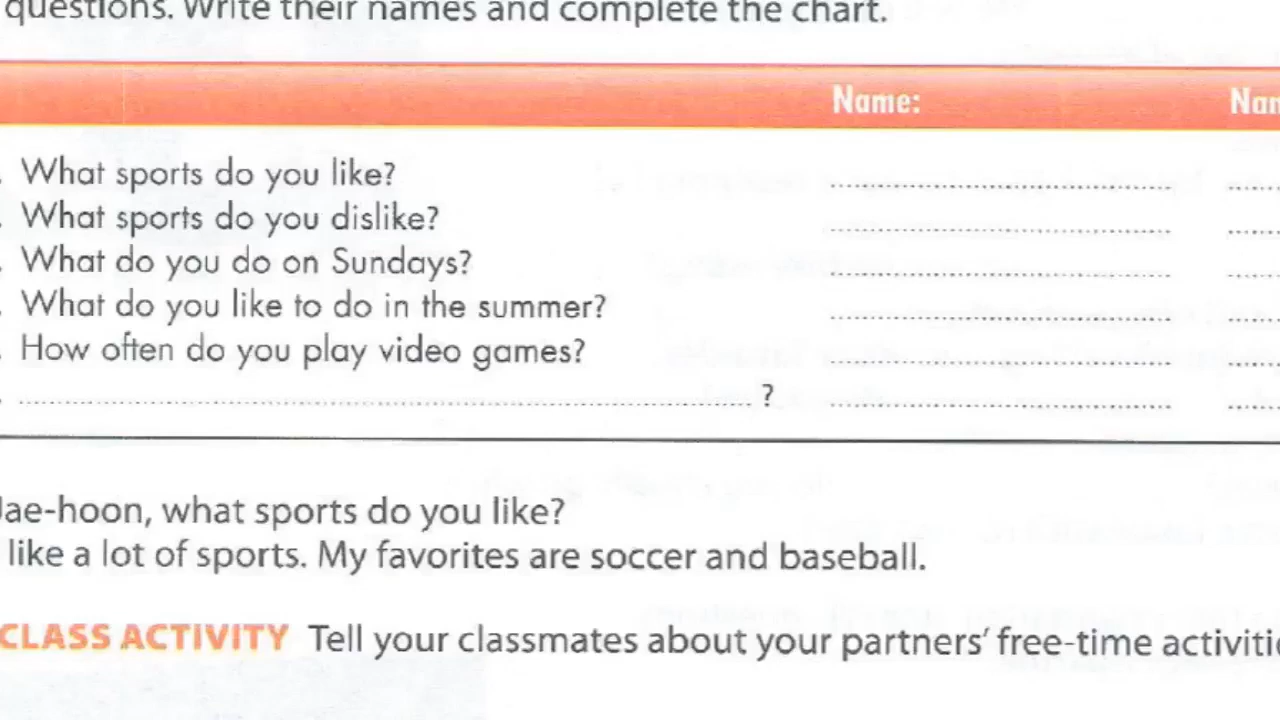 questions. Write their names and complete the chart.
Name:
. What sports do you like?
. What sports do you dislike?
. What do you do on Sundays?
. What do you like to do in the summer?
. How often do you play video games?
. ?
Jae-hoon, what sports do you like?
like a lot of sports. My favorites are soccer and baseball.
CLASS ACTIVITY Tell your classmates about your partners' free-time